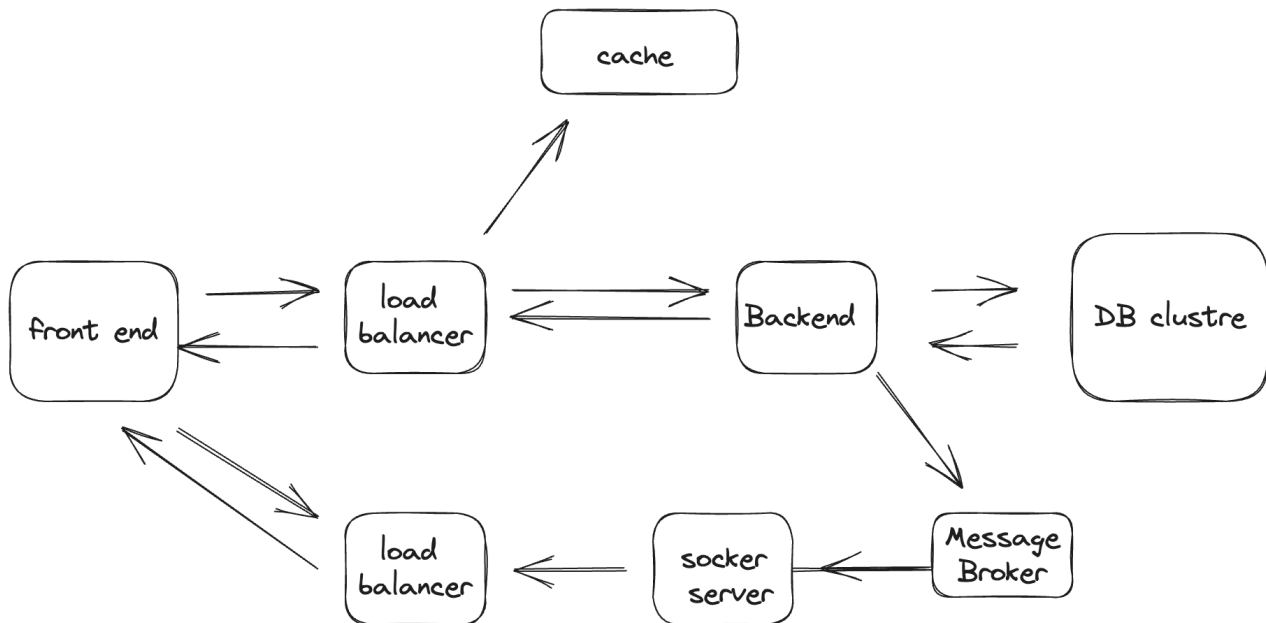 cache
front end
load
balancer
Backend
DB clustre
load
balancer
socker
server
Message
Broker